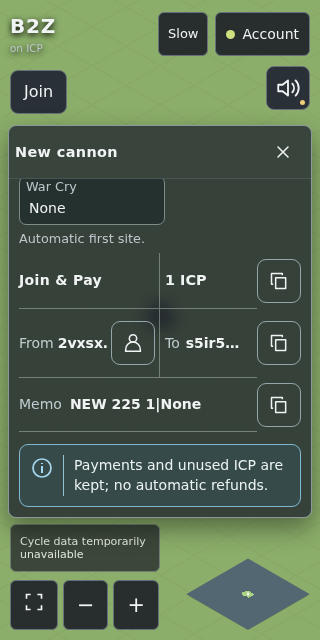 B2Z
on ICP
Slow
Account
Join
New cannon
War Cry
None
Automatic first site.
Join & Pay
1 ICP
From 2vxsx.
To s5ir5…
Memo NEW 225 1|None
Payments and unused ICP are
kept; no automatic refunds.
Cycle data temporarily
unavailable